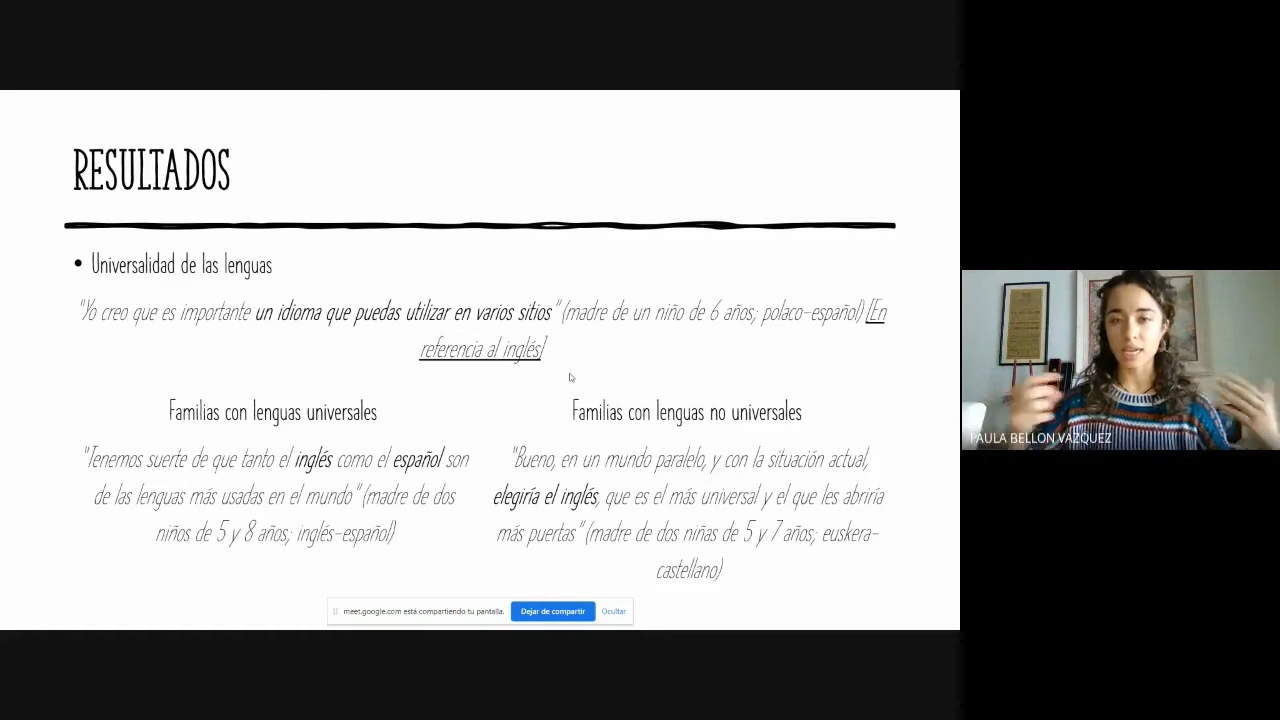 RESULTADOS
• Universalidad de las lenguas
"Yo creo que es importante un idioma que puedas utilizar en varios sitios" (madre de un niño de 6 años; polaco-español) [En
referencia al inglés]
Familias con lenguas universales
"Tenemos suerte de que tanto el inglés como el español son
de las lenguas más usadas en el mundo" (madre de dos
niños de 5 y 8 años; inglés-español)
Familias con lenguas no universales
"Bueno, en un mundo paralelo, y con la situación actual,
elegiría el inglés, que es el más universal y el que les abriría
más puertas" (madre de dos niñas de 5 y 7 años; euskera-
castellano)
meet.google.com está compartiendo tu pantalla. Dejar de compartir Ocultar
PAULA BELLON VAZQUEZ